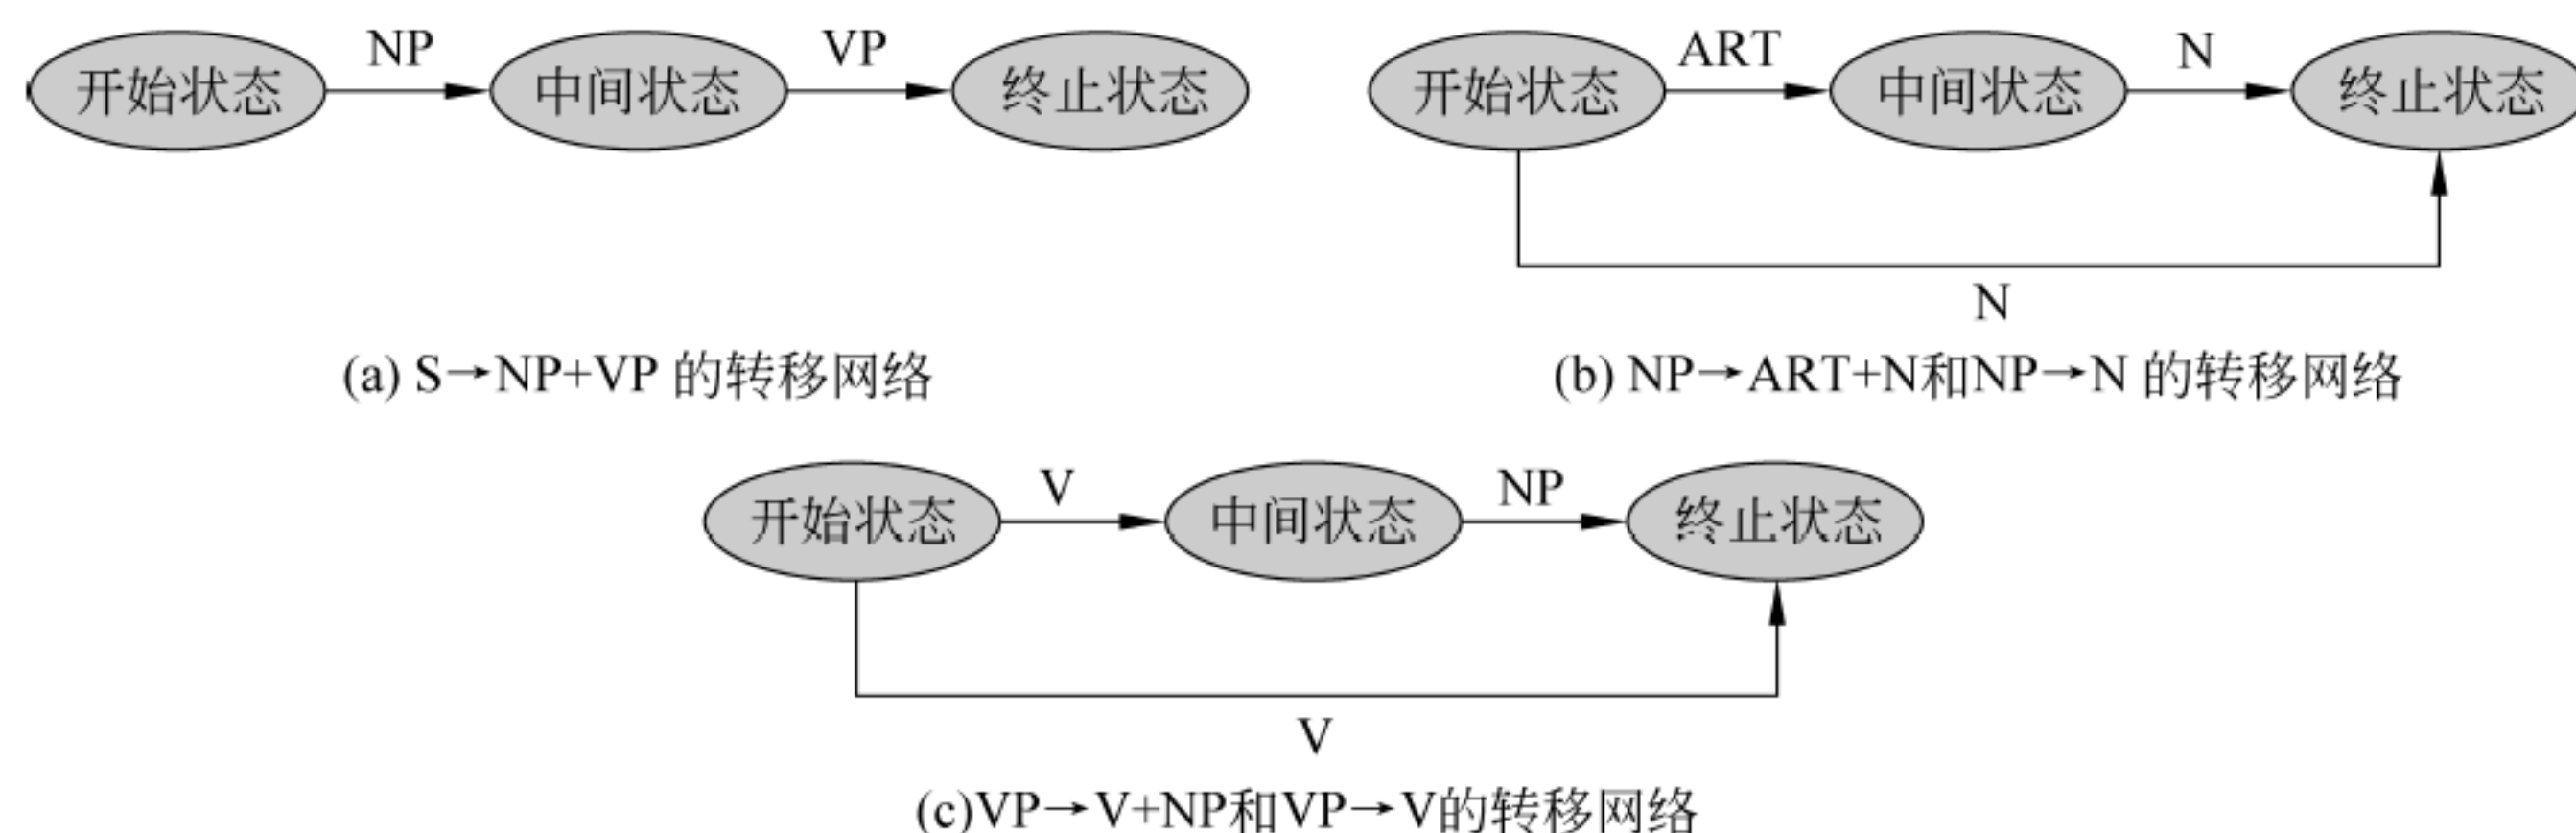 NP VP ART N
开始状态 中间状态 终止状态 开始状态 中间状态 终止状态
N
(a) S→NP+VP 的转移网络 (b) NP→ART+N和NP→N 的转移网络
V NP
开始状态 中间状态 终止状态
V
(c)VP→V+NP和VP→V的转移网络